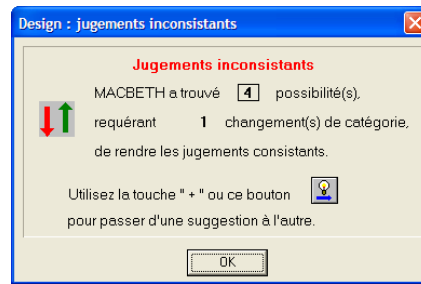 Design : jugements inconsistants
Jugements inconsistants
MACBETH a trouvé 4 possibilité(s),
requérant 1 changement(s) de catégorie,
de rendre les jugements consistants.
Utilisez la touche " + " ou ce bouton
pour passer d'une suggestion à l'autre.
OK